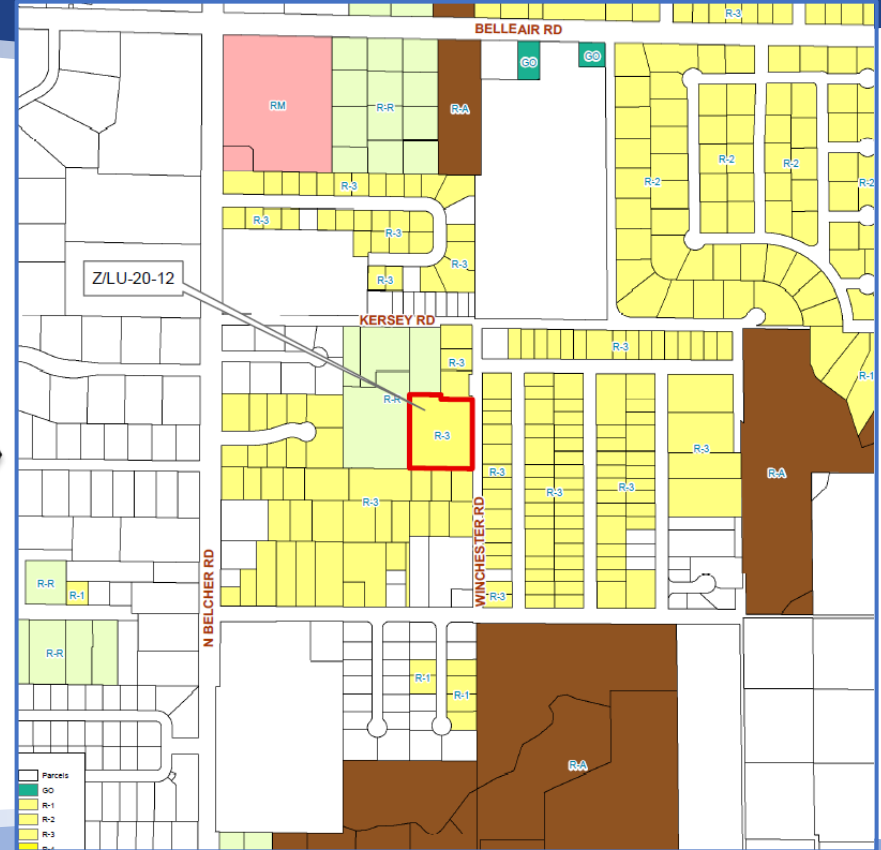 R-3
BELLEAIR RD
GO
GO
RM
R-R
R-A
R-2
R-2
R-2
R-2
R-3
R-3
R-3
R-3
R-3
Z/LU-20-12
KERSEY RD
R-3
R-3
R-1
R-R
R-3
R-3
R-3
R-A
R-3
R-3
R-3
R-3
WINCHESTER RD
N BELCHER RD
R-R
R-1
R-3
R-R
R-1
R-1
R-A
Parcels
GO
R-1
R-2
R-3